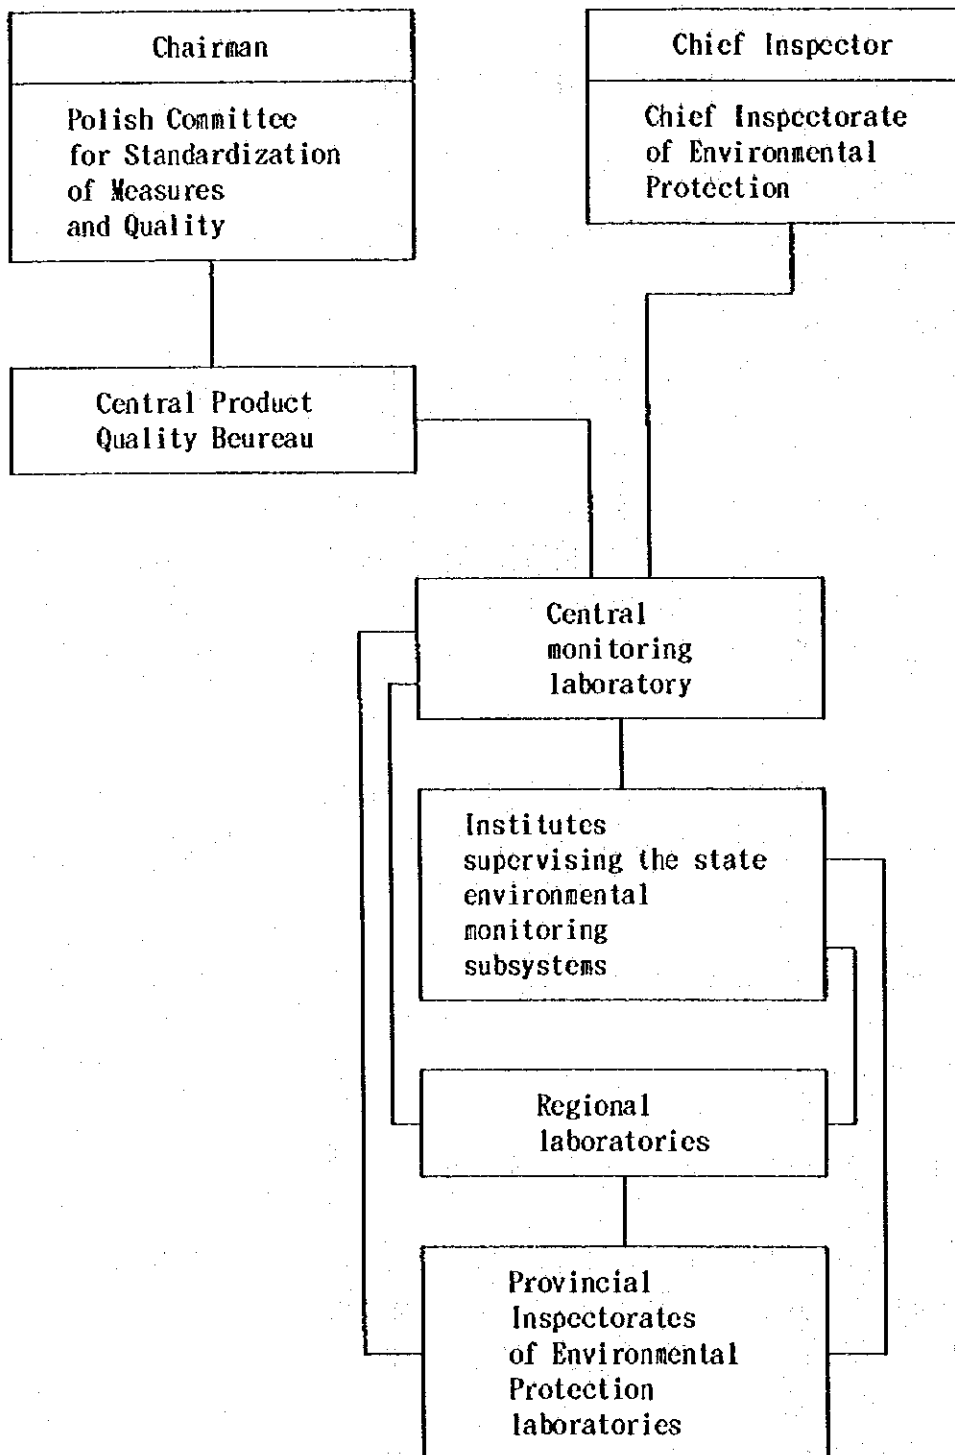 Chairman
Polish Committee
for Standardization
of Measures
and Quality
Chief Inspector
Chief Inspectorate
of Environmental
Protection
Central Product
Quality Beureau
Central
monitoring
laboratory
Institutes
supervising the state
environmental
monitoring
subsystems
Regional
laboratories
Provincial
Inspectorates
of Environmental
Protection
laboratories